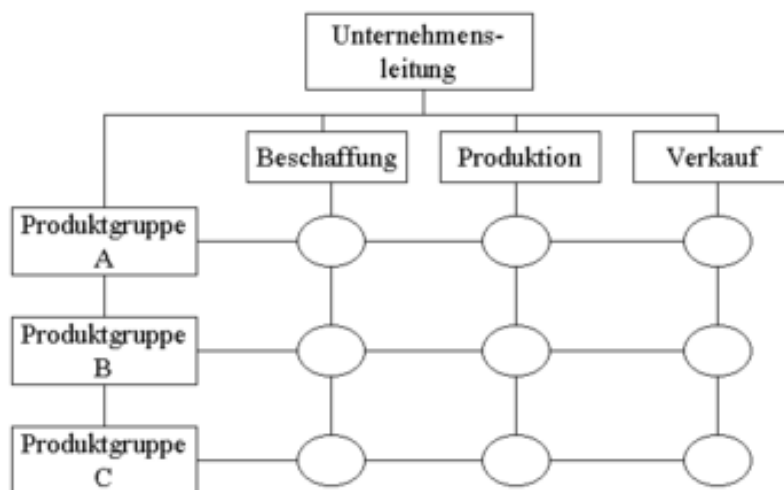 Unternehmens-
leitung
Beschaffung
Produktion
Verkauf
Produktgruppe
A
Produktgruppe
B
Produktgruppe
C